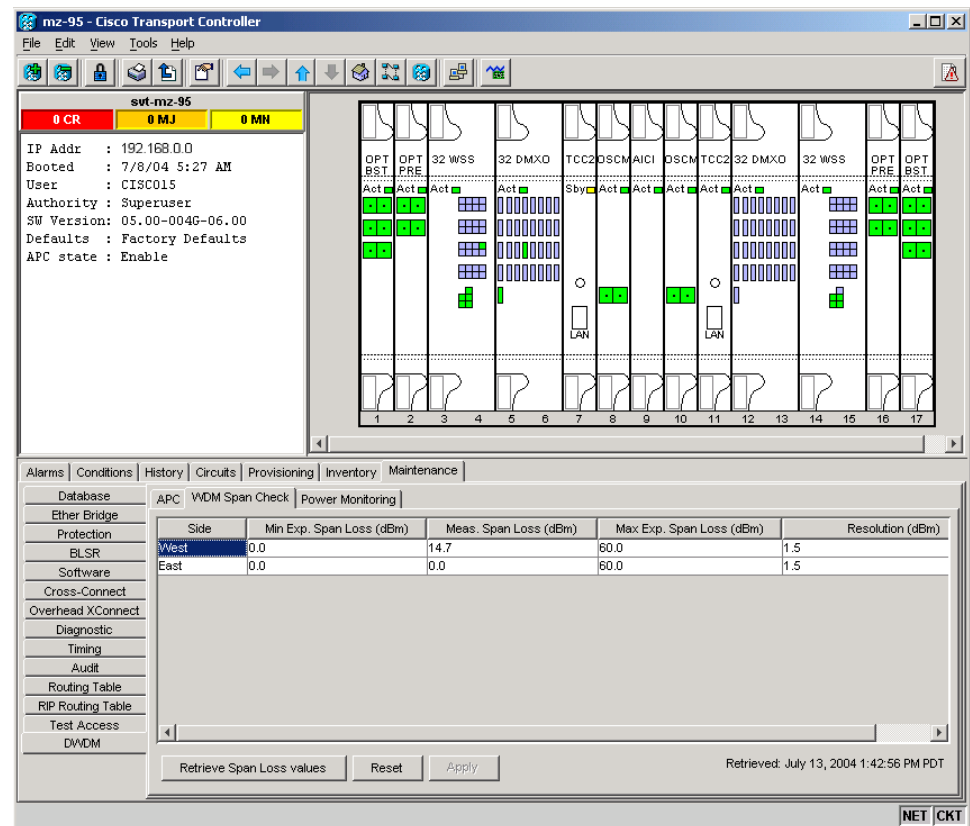 mz-95 - Cisco Transport Controller
File Edit View Tools Help
svt-mz-95
0 CR 0 MJ 0 MN
IP Addr : 192.168.0.0
Booted : 7/8/04 5:27 AM
User : CISCO15
Authority : Superuser
SW Version: 05.00-004G-06.00
Defaults : Factory Defaults
APC state : Enable
OPT BST OPT PRE 32 WSS 32 DMXO TCC2 OSCM AICI OSCM TCC2 32 DMXO 32 WSS OPT PRE OPT BST
Act Act Act Act Sby Act Act Act Act Act Act Act Act
LAN LAN
1 2 3 4 5 6 7 8 9 10 11 12 13 14 15 16 17
Alarms Conditions History Circuits Provisioning Inventory Maintenance
Database
Ether Bridge
Protection
BLSR
Software
Cross-Connect
Overhead XConnect
Diagnostic
Timing
Audit
Routing Table
RIP Routing Table
Test Access
DWDM
APC WDM Span Check Power Monitoring
Side Min Exp. Span Loss (dBm) Meas. Span Loss (dBm) Max Exp. Span Loss (dBm) Resolution (dBm)
West 0.0 14.7 60.0 1.5
East 0.0 0.0 60.0 1.5
Retrieve Span Loss values Reset Apply Retrieved: July 13, 2004 1:42:56 PM PDT
NET CKT